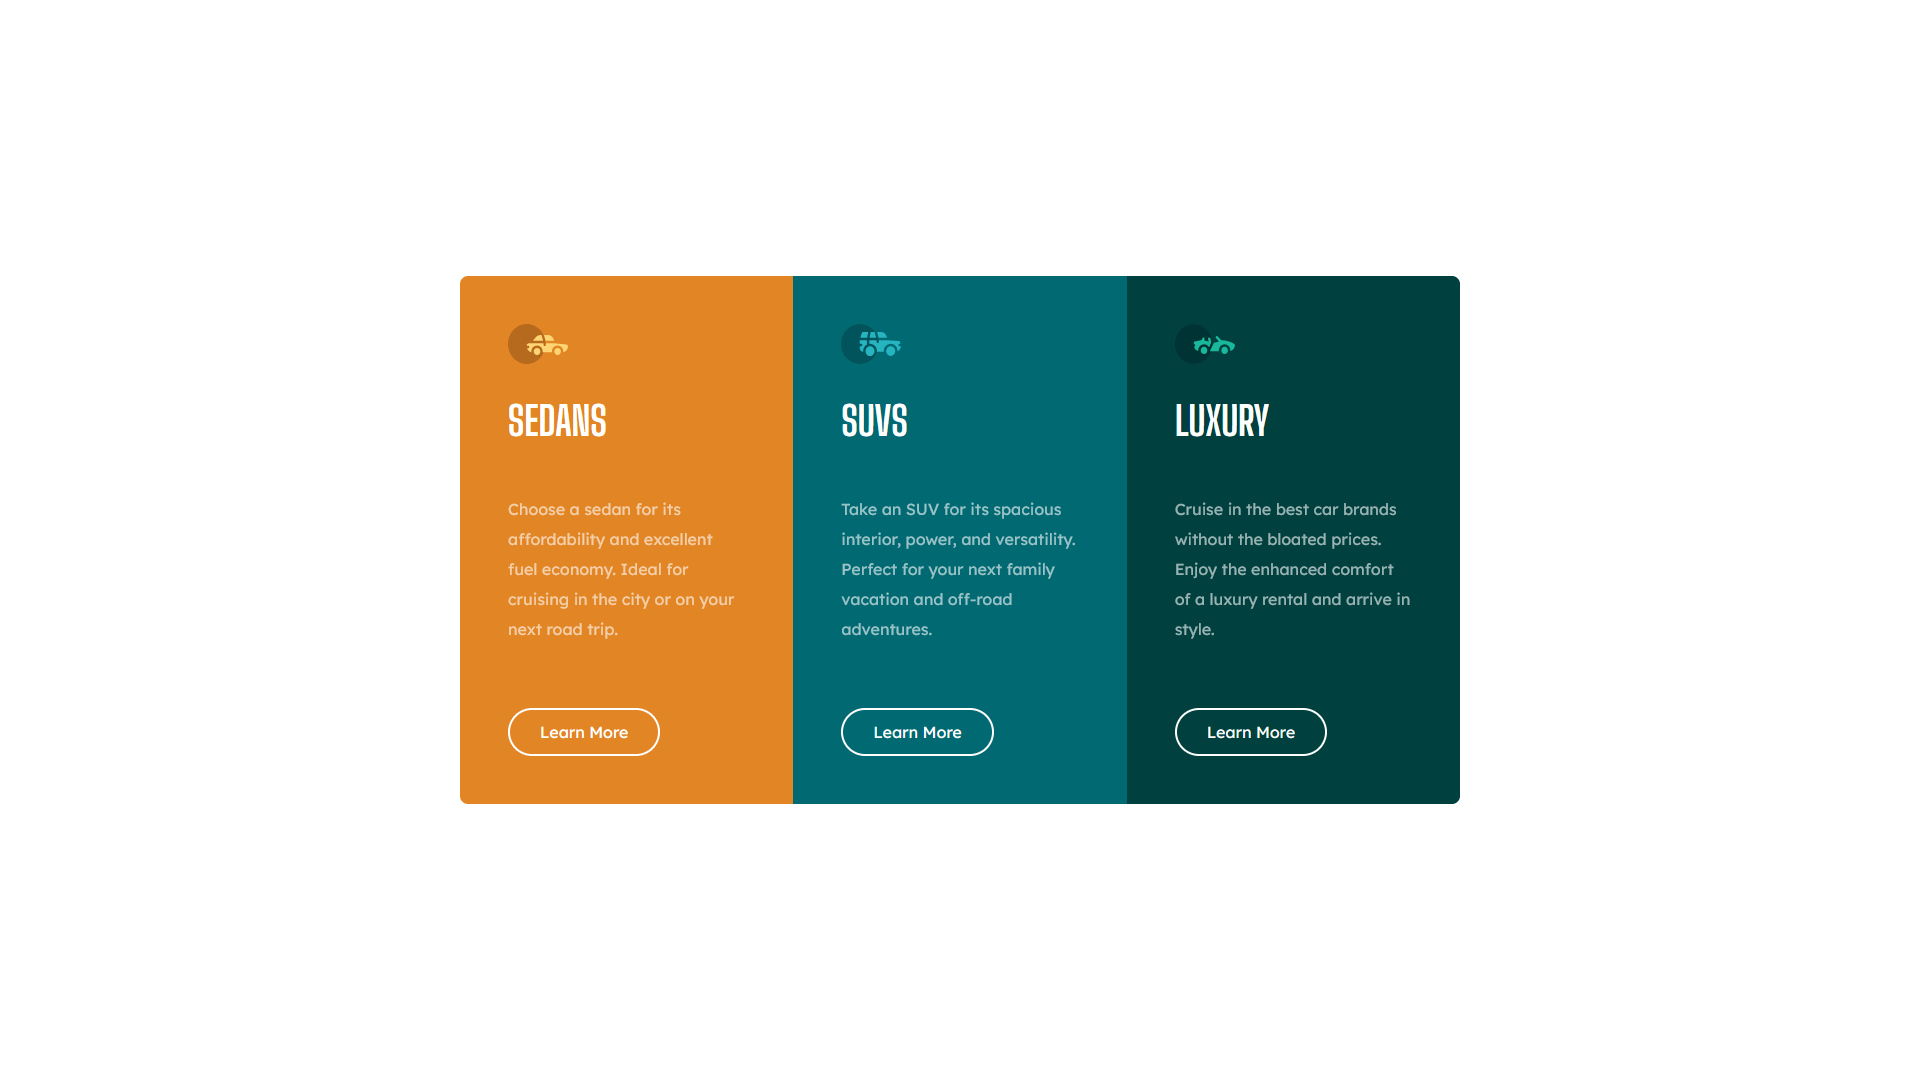 SEDANS
Choose a sedan for its
affordability and excellent
fuel economy. Ideal for
cruising in the city or on your
next road trip.
Learn More
SUVS
Take an SUV for its spacious
interior, power, and versatility.
Perfect for your next family
vacation and off-road
adventures.
Learn More
LUXURY
Cruise in the best car brands
without the bloated prices.
Enjoy the enhanced comfort
of a luxury rental and arrive in
style.
Learn More